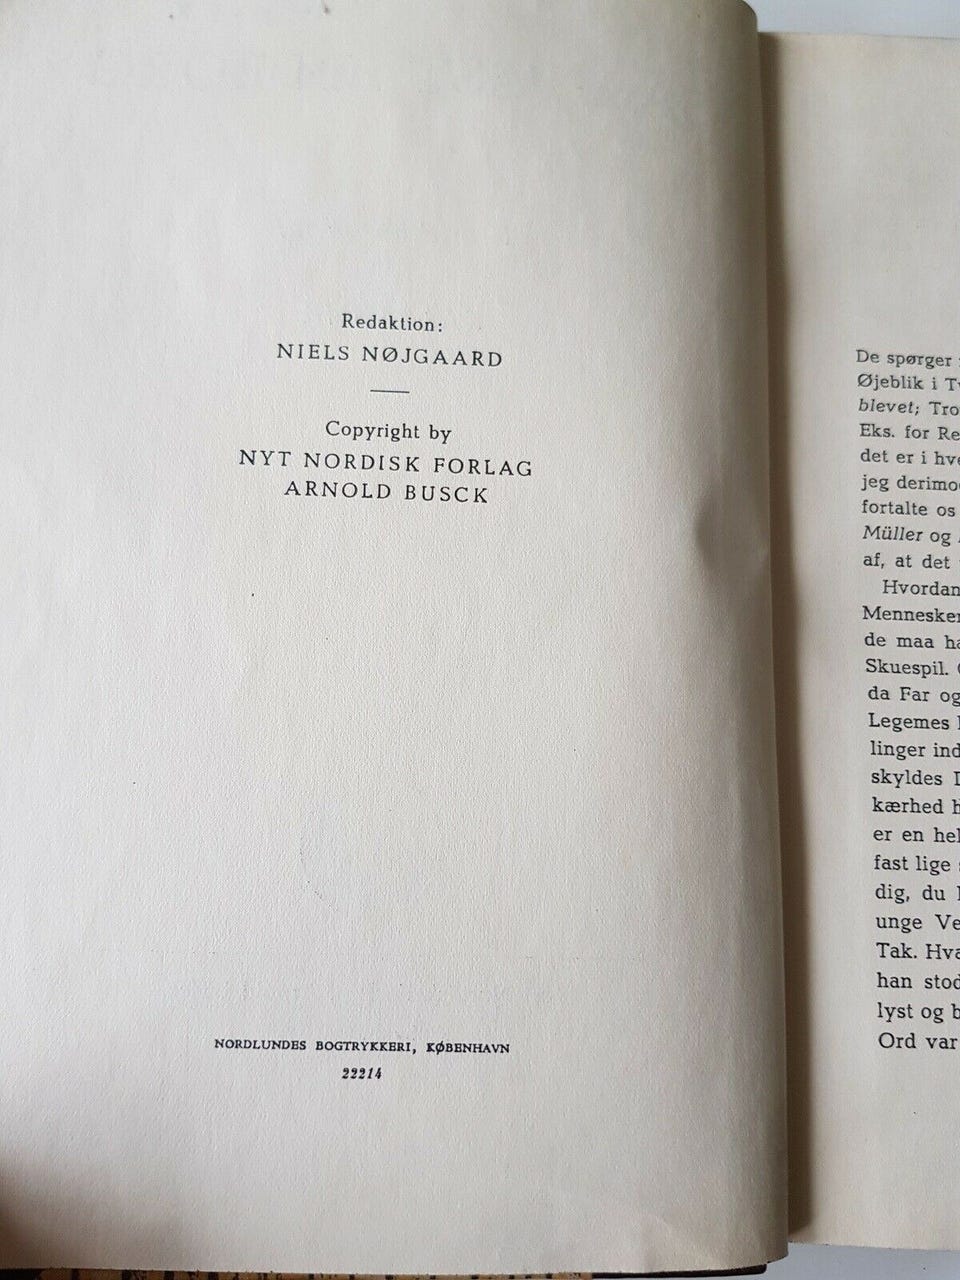 Redaktion:
NIELS NØJGAARD
Copyright by
NYT NORDISK FORLAG
ARNOLD BUSCK
NORDLUNDES BOGTRYKKERI, KØBENHAVN
22214
De spørger
Øjeblik i
blevet;
Eks. for
det er i
jeg
fortalte os
Müller og
af, at det
Hvordan
de maa
Skuespil.
da Far og
Legemes
linger
skyldes
kærhed
er en
fast lige
dig, du
unge
Tak.
han
lyst og
Ord var